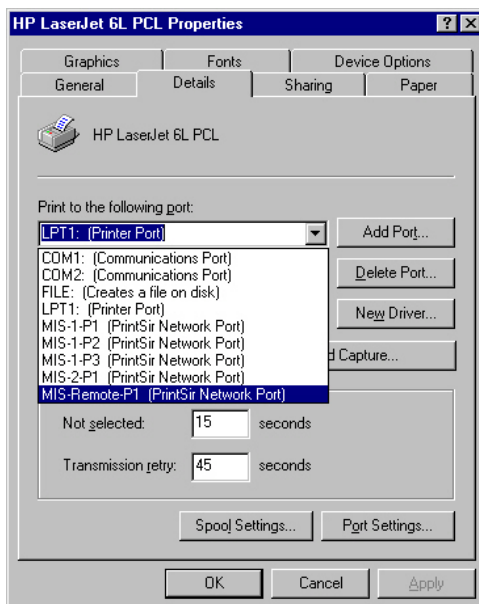 HP LaserJet 6L PCL Properties
Graphics Fonts Device Options
General Details Sharing Paper
HP LaserJet 6L PCL
Print to the following port:
LPT1: (Printer Port)
Add Port...
COM1: (Communications Port)
COM2: (Communications Port)
Delete Port...
FILE: (Creates a file on disk)
LPT1: (Printer Port)
New Driver...
MIS-1-P1 (PrintSir Network Port)
MIS-1-P2 (PrintSir Network Port)
MIS-1-P3 (PrintSir Network Port)
d Capture...
MIS-2-P1 (PrintSir Network Port)
MIS-Remote-P1 (PrintSir Network Port)
Not selected: 15 seconds
Transmission retry: 45 seconds
Spool Settings... Port Settings...
OK Cancel Apply